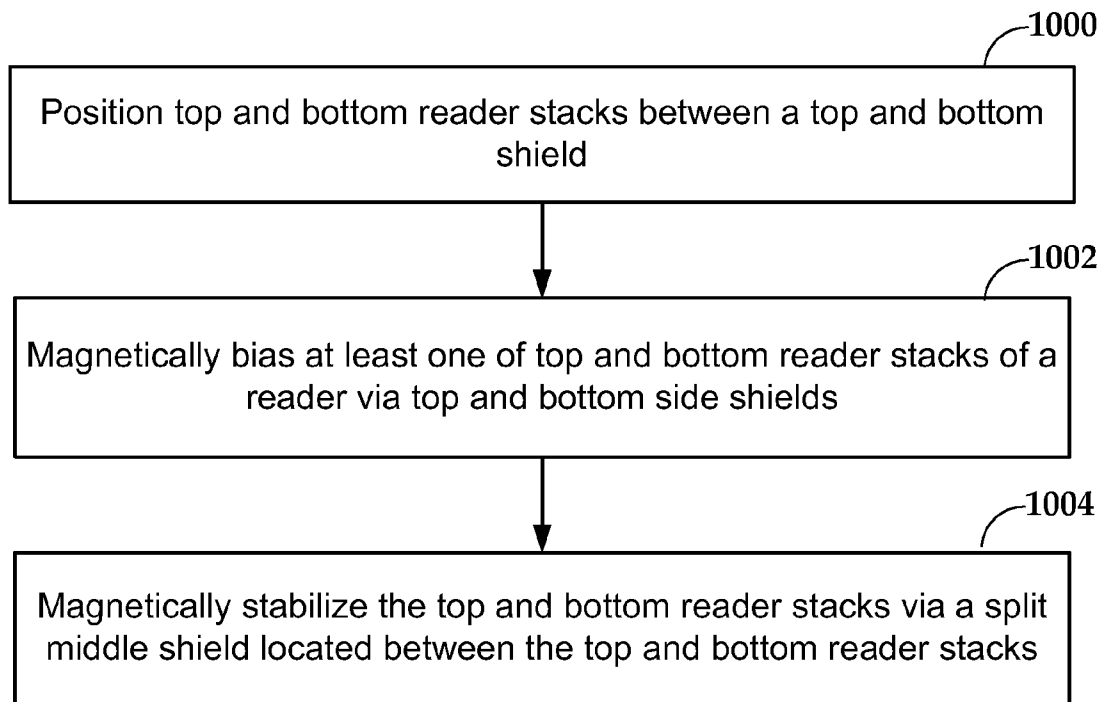 1000
Position top and bottom reader stacks between a top and bottom
shield
1002
Magnetically bias at least one of top and bottom reader stacks of a
reader via top and bottom side shields
1004
Magnetically stabilize the top and bottom reader stacks via a split
middle shield located between the top and bottom reader stacks